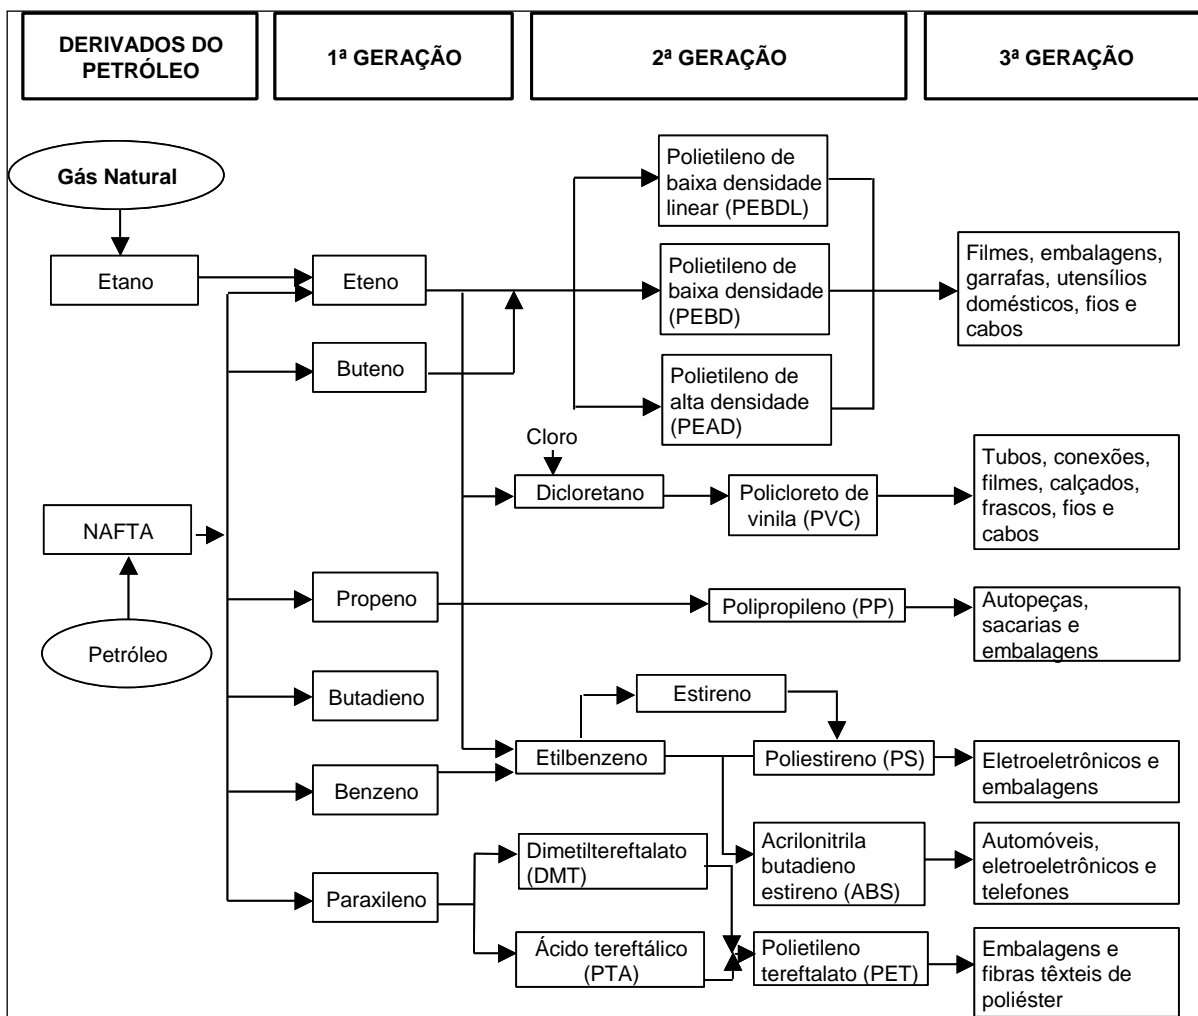 DERIVADOS DO
PETRÓLEO
1ª GERAÇÃO
2ª GERAÇÃO
3ª GERAÇÃO
Gás Natural
Etano
NAFTA
Petróleo
Eteno
Buteno
Propeno
Butadieno
Benzeno
Paraxileno
Polietileno de
baixa densidade
linear (PEBDL)
Polietileno de
baixa densidade
(PEBD)
Polietileno de
alta densidade
(PEAD)
Filmes, embalagens,
garrafas, utensílios
domésticos, fios e
cabos
Cloro
Dicloretano
Policloreto de
vinila (PVC)
Tubos, conexões,
filmes, calçados,
frascos, fios e
cabos
Polipropileno (PP)
Autopeças,
sacarias e
embalagens
Estireno
Etilbenzeno
Poliestireno (PS)
Eletroeletrônicos e
embalagens
Dimetiltereftalato
(DMT)
Acrilonitrila
butadieno
estireno (ABS)
Automóveis,
eletroeletrônicos e
telefones
Ácido tereftálico
(PTA)
Polietileno
tereftalato (PET)
Embalagens e
fibras têxteis de
poliéster